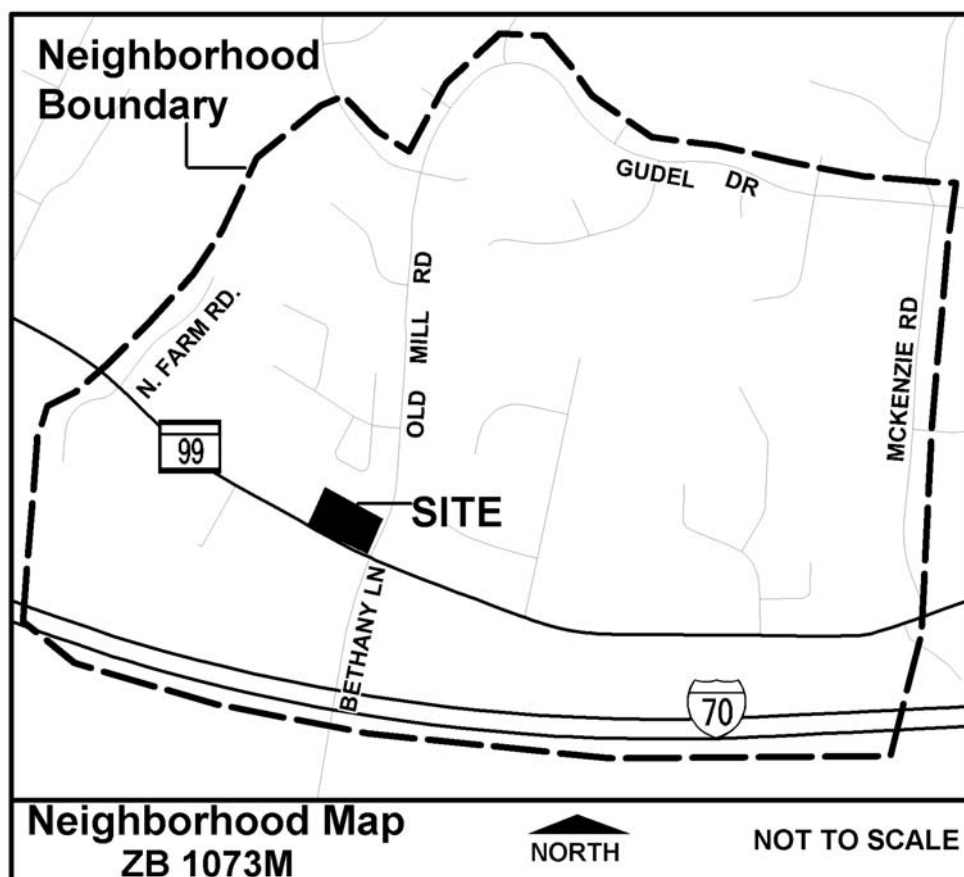 Neighborhood
Boundary
GUDEL DR
OLD MILL RD
N. FARM RD.
MCKENZIE RD
99
SITE
BETHANY LN
70
Neighborhood Map
ZB 1073M
NORTH
NOT TO SCALE